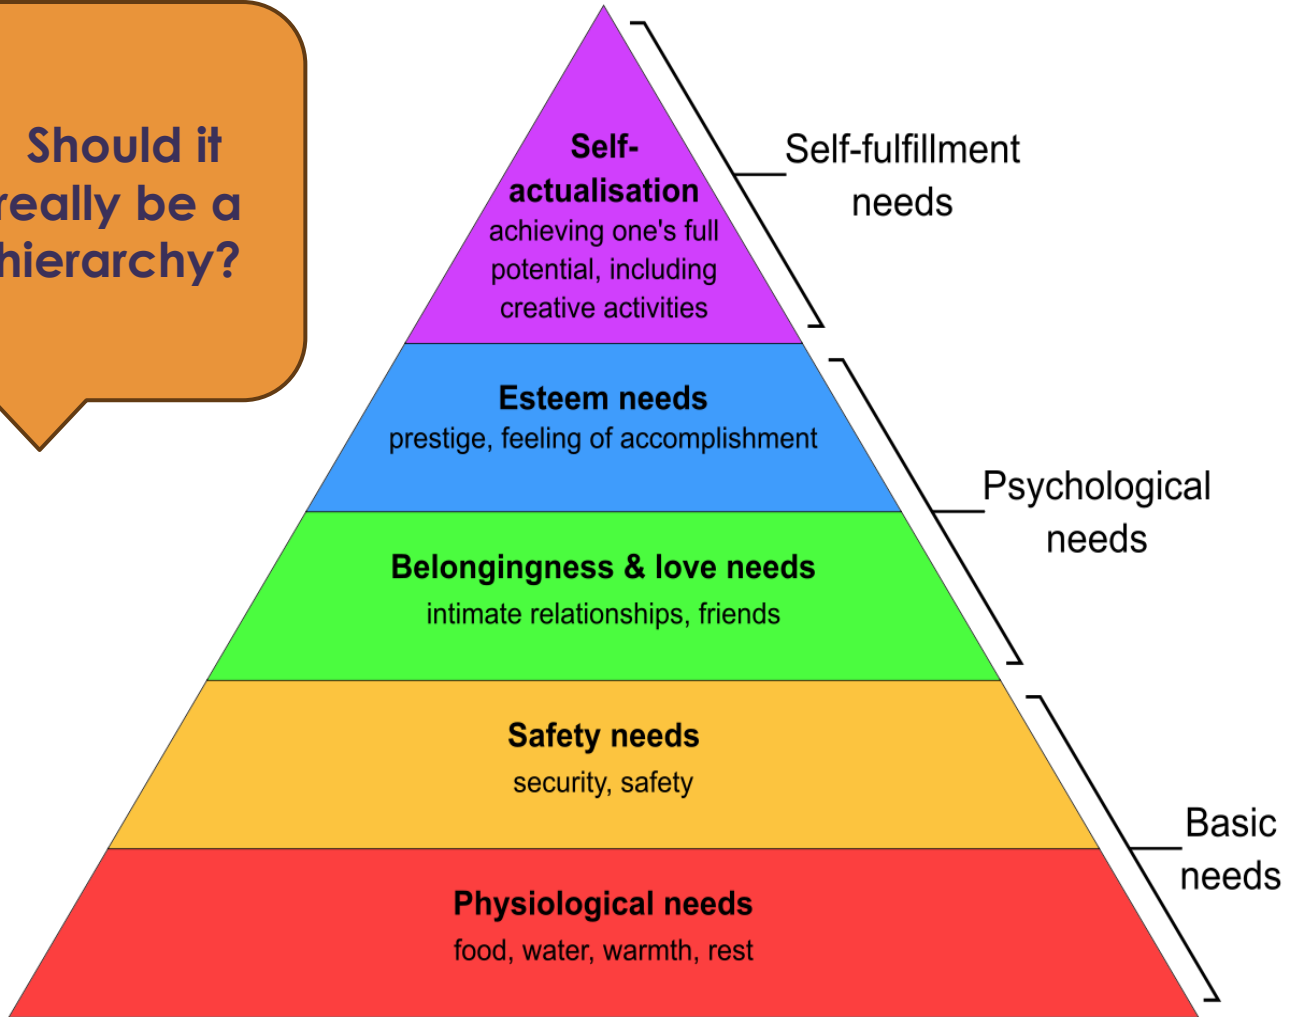 Should it
really be a
hierarchy?
Self-
actualisation
achieving one's full
potential, including
creative activities
Self-fulfillment
needs
Esteem needs
prestige, feeling of accomplishment
Psychological
needs
Belongingness & love needs
intimate relationships, friends
Safety needs
security, safety
Basic
needs
Physiological needs
food, water, warmth, rest